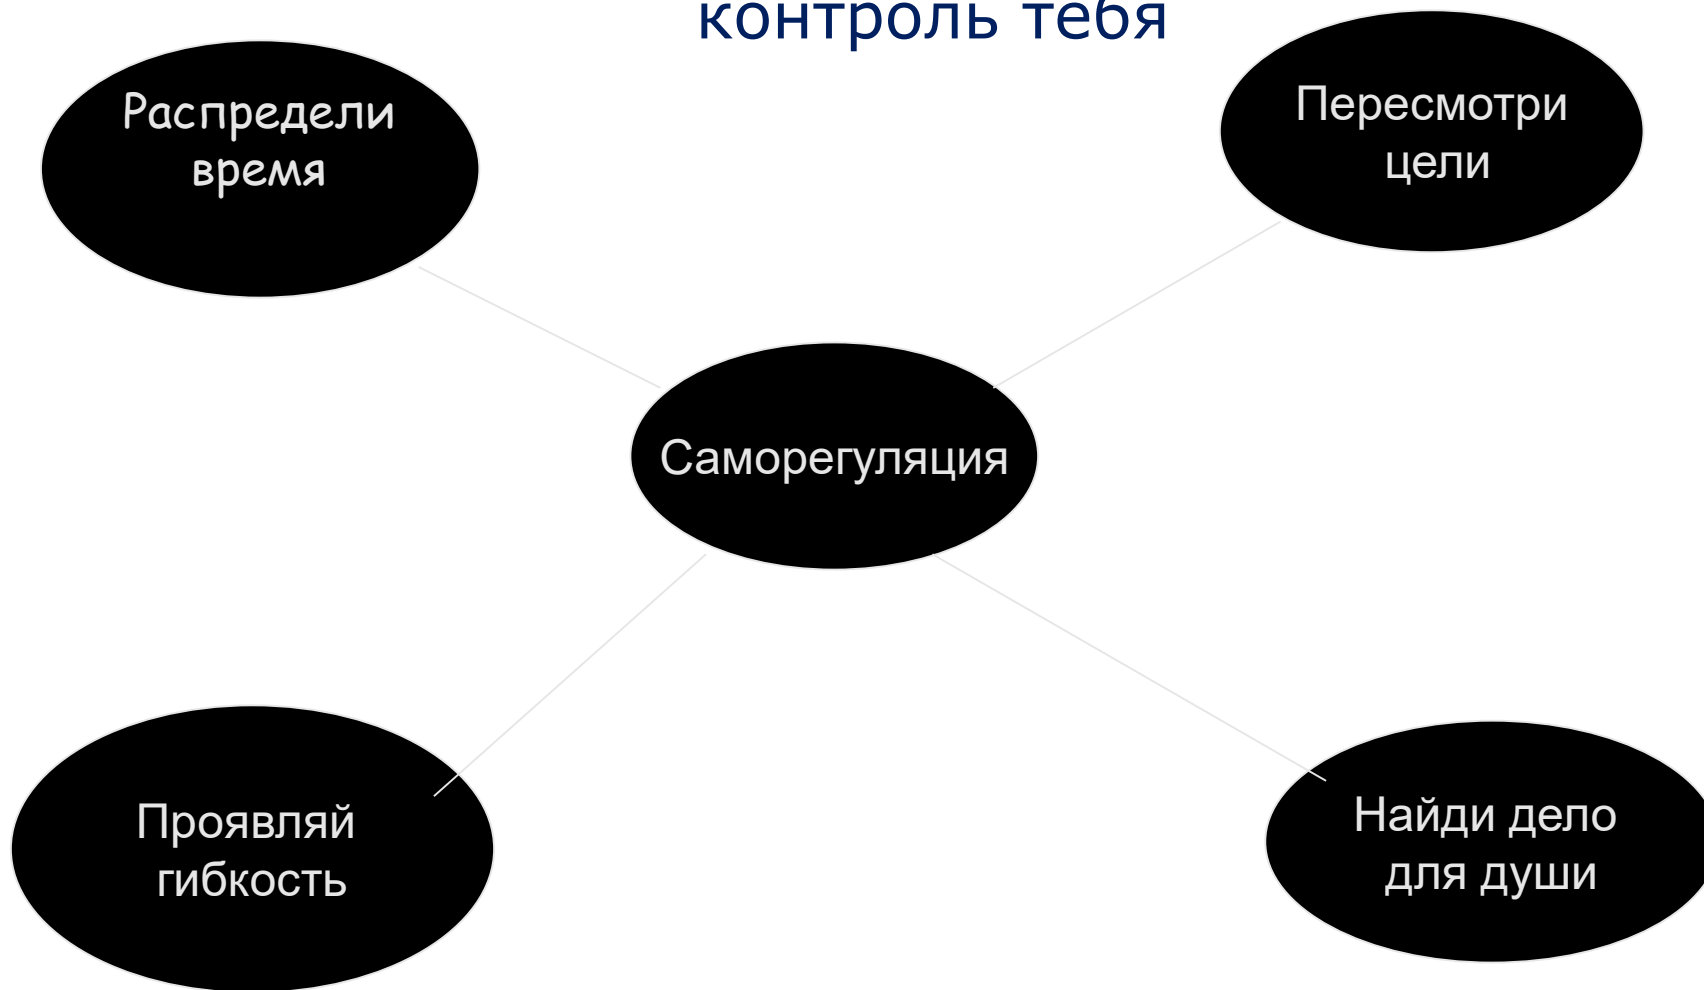 контроль тебя
Распредели
время
Пересмотри
цели
Саморегуляция
Проявляй
гибкость
Найди дело
для души